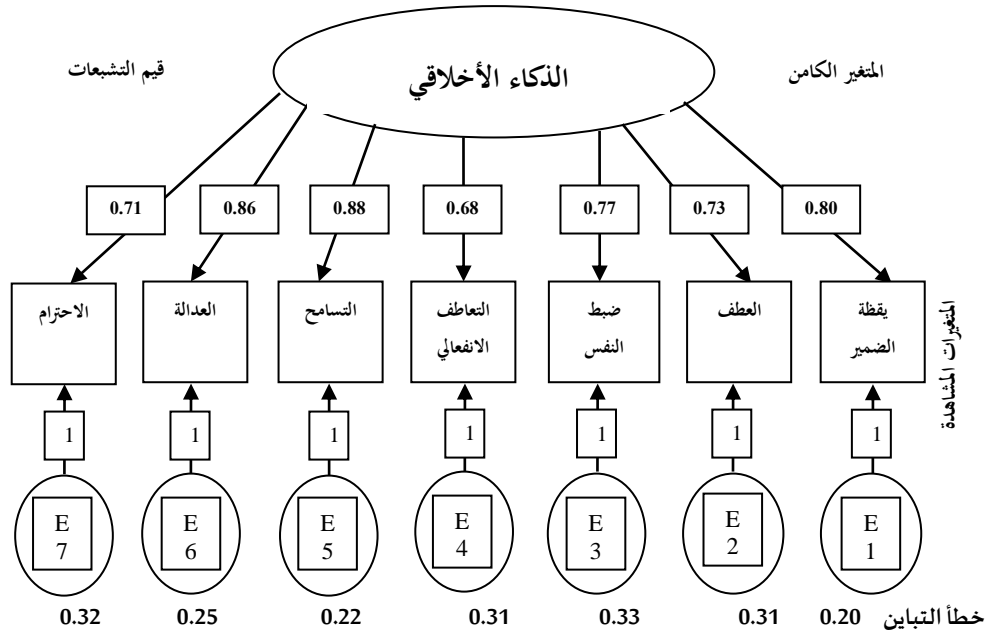 المتغير الكامن
الذكاء الأخلاقي
قيم التشبعات
0.80
0.73
0.77
0.68
0.88
0.86
0.71
المتغيرات المشاهدة
يقظة
الضمير
العطف
ضبط
النفس
التعاطف
الانفعالي
التسامح
العدالة
الاحترام
1
1
1
1
1
1
1
E
1
E
2
E
3
E
4
E
5
E
6
E
7
خطأ التباين 0.20 0.31 0.33 0.31 0.22 0.25 0.32